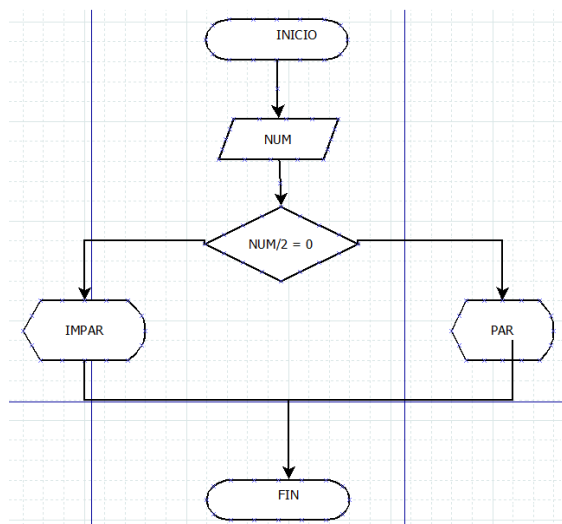 INICIO
NUM
NUM/2 = 0
IMPAR
PAR
FIN